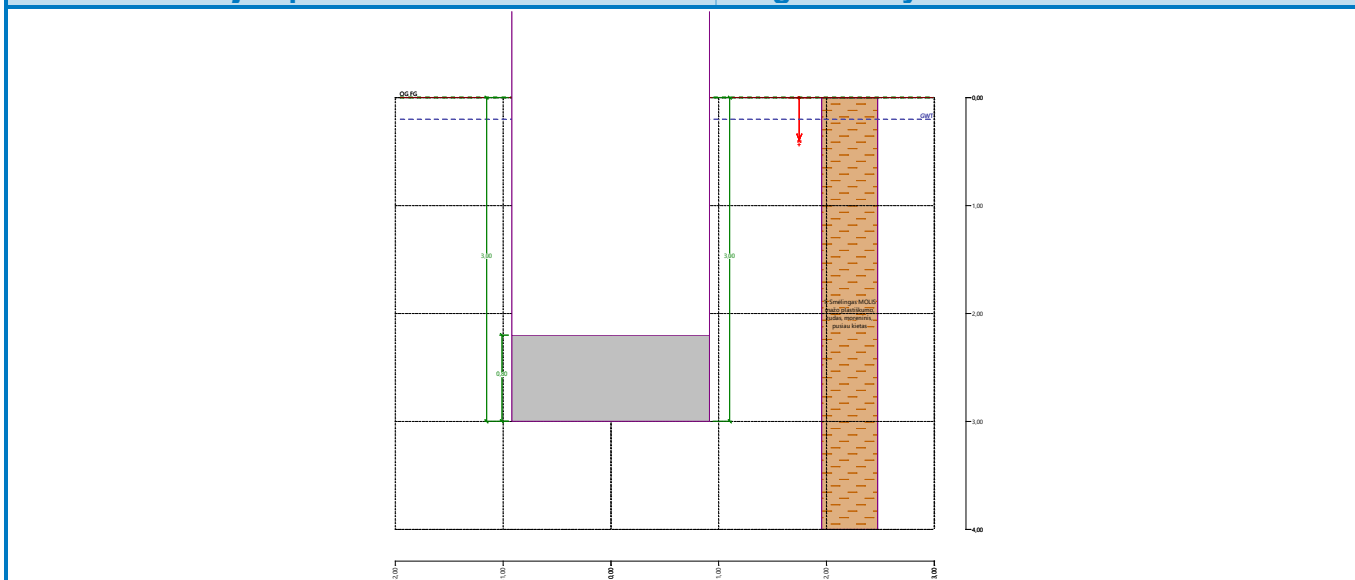 OG FG
0,00
GWT
1,00
3,00
3,00
1. Smėlingas MOLIS
mažo plastiškumo,
rudas, moreninis,
pusiau kietas
2,00
0,80
3,00
4,00
2,00
1,00
0,00
1,00
2,00
3,00